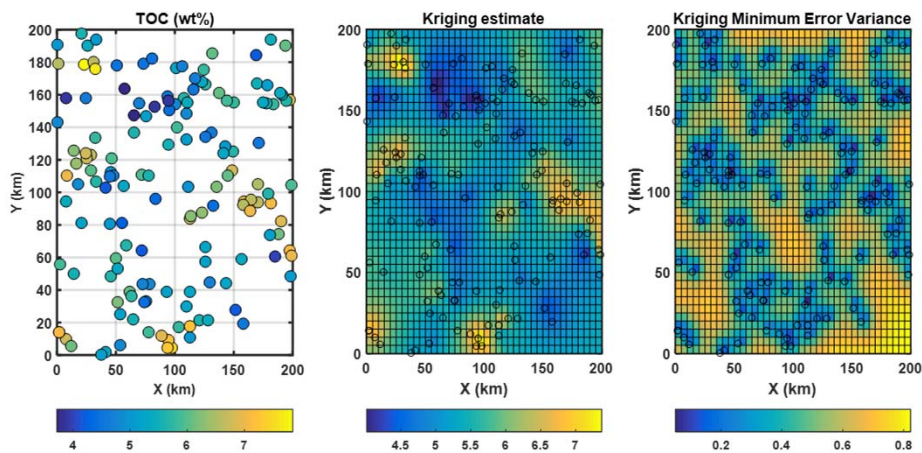 TOC (wt%)
200
180
160
140
120
100
80
60
40
20
0
Y (km)
0 50 100 150 200
X (km)
4 5 6 7
Kriging estimate
200
150
100
50
0
Y (km)
0 50 100 150 200
X (km)
4.5 5 5.5 6 6.5 7
Kriging Minimum Error Variance
200
150
100
50
0
Y (km)
0 50 100 150 200
X (km)
0.2 0.4 0.6 0.8